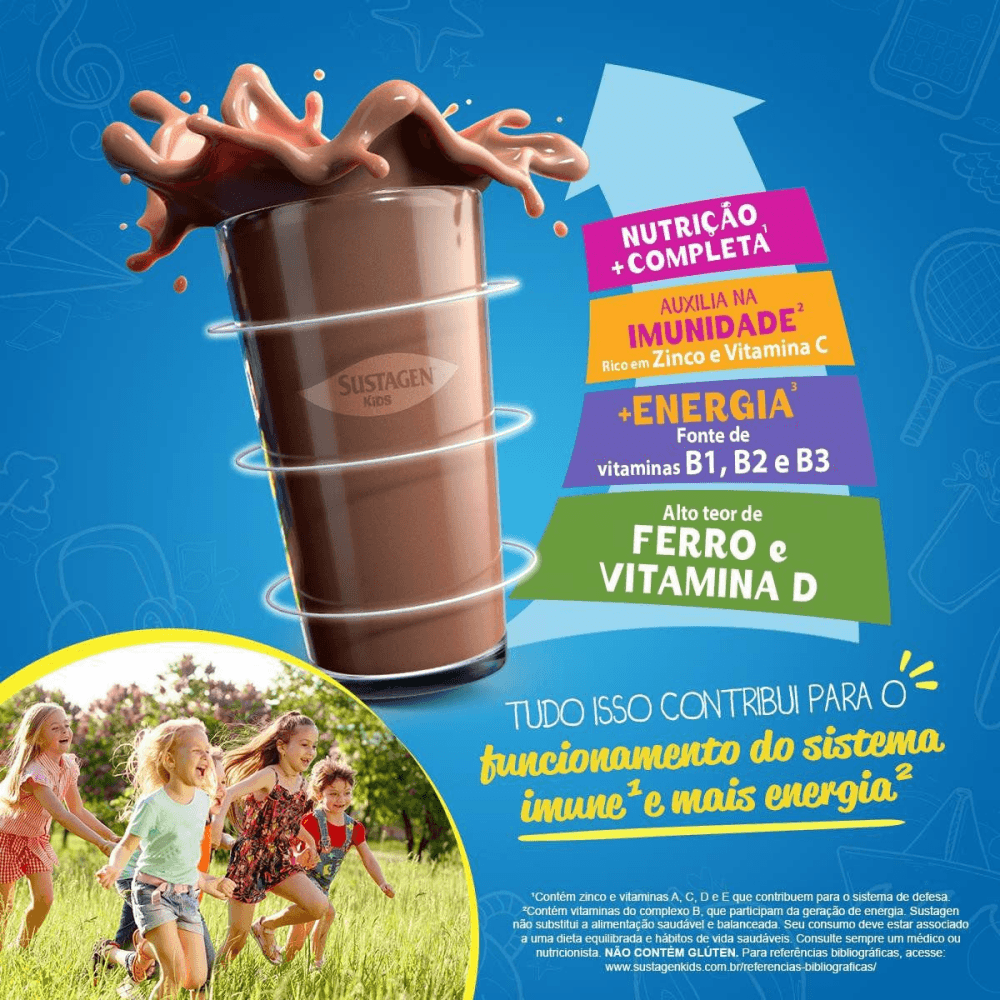 SUSTAGEN
KiDS
NUTRIÇÃO
+COMPLETA¹
AUXILIA NA
IMUNIDADE²
Rico em Zinco e Vitamina C
+ENERGIA³
Fonte de
vitaminas B1, B2 e B3
Alto teor de
FERRO e
VITAMINA D
TUDO ISSO CONTRIBUI PARA O
funcionamento do sistema
imune¹ e mais energia²
¹Contém zinco e vitaminas A, C, D e E que contribuem para o sistema de defesa.
²Contém vitaminas do complexo B, que participam da geração de energia. Sustagen
não substitui a alimentação saudável e balanceada. Seu consumo deve estar associado
a uma dieta equilibrada e hábitos de vida saudáveis. Consulte sempre um médico ou
nutricionista. NÃO CONTÉM GLÚTEN. Para referências bibliográficas, acesse:
www.sustagenkids.com.br/referencias-bibliograficas/